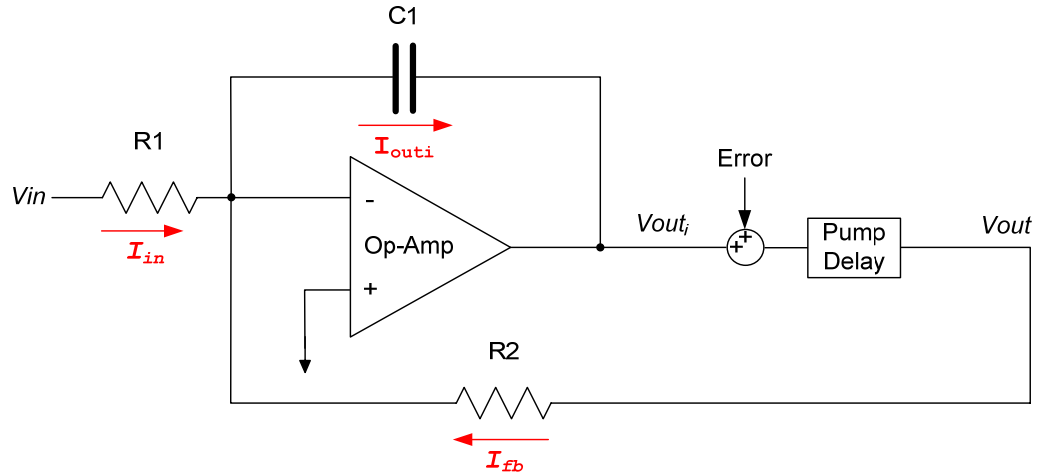 C1
I_outi
R1
Vin
I_in
-
Op-Amp
+
Error
Vout_i
+
+
Pump
Delay
Vout
R2
I_fb